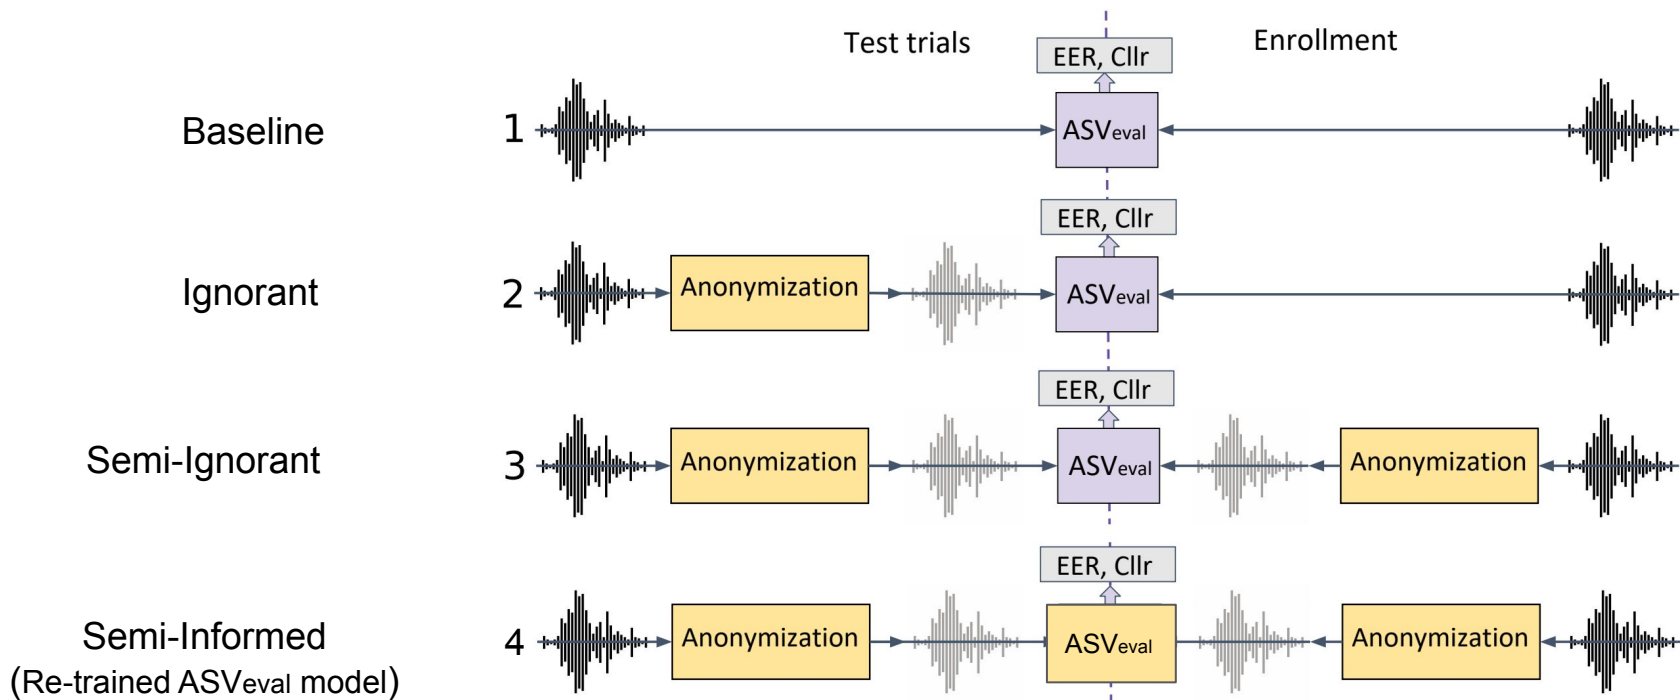 Test trials
Enrollment
EER, Cllr
Baseline
1
ASVeval
EER, Cllr
Ignorant
2
Anonymization
ASVeval
EER, Cllr
Semi-Ignorant
3
Anonymization
ASVeval
Anonymization
EER, Cllr
Semi-Informed
(Re-trained ASVeval model)
4
Anonymization
ASVeval
Anonymization